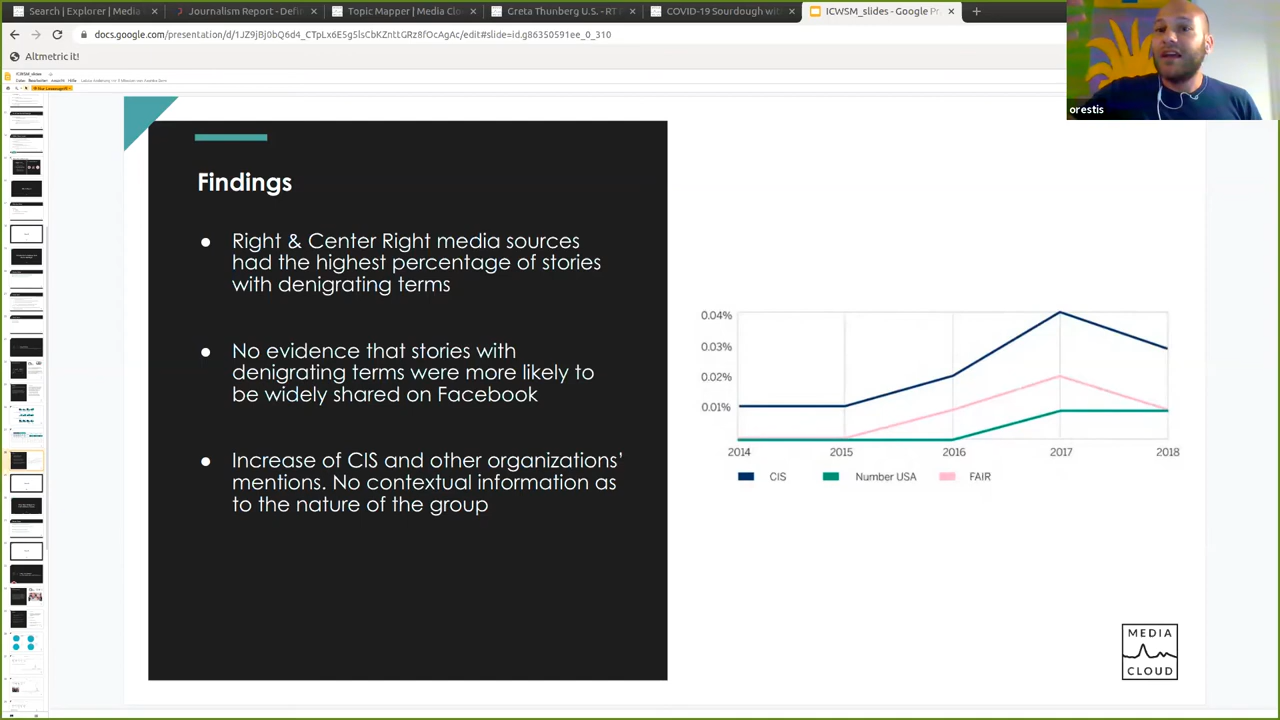 Search | Explorer | Media
Journalism Report - Defin
Topic Mapper | Media Clo
Greta Thunberg U.S. - RT
COVID-19 Sourdough wit
ICWSM_slides - Google Pr
docs.google.com/presentation/d/1JZ9jBj0bQ6d4_CTpLx6E5g5lsCbKZnttGRz8fOcAgAc/edit#slide=id.g86350591ee_0_310
Altmetric it!
ICWSM_slides
orestis
Findings
● Right & Center Right media sources
had the highest percentage of stories
with denigrating terms
● No evidence that stories with
denigrating terms were more likely to
be widely shared on Facebook
● Increase of CIS and other organizations’
mentions. No contextual information as
to the nature of the group
0.04%
0.03%
0.02%
0.01%
2014 2015 2016 2017 2018
CIS Number USA FAIR
MEDIA
CLOUD